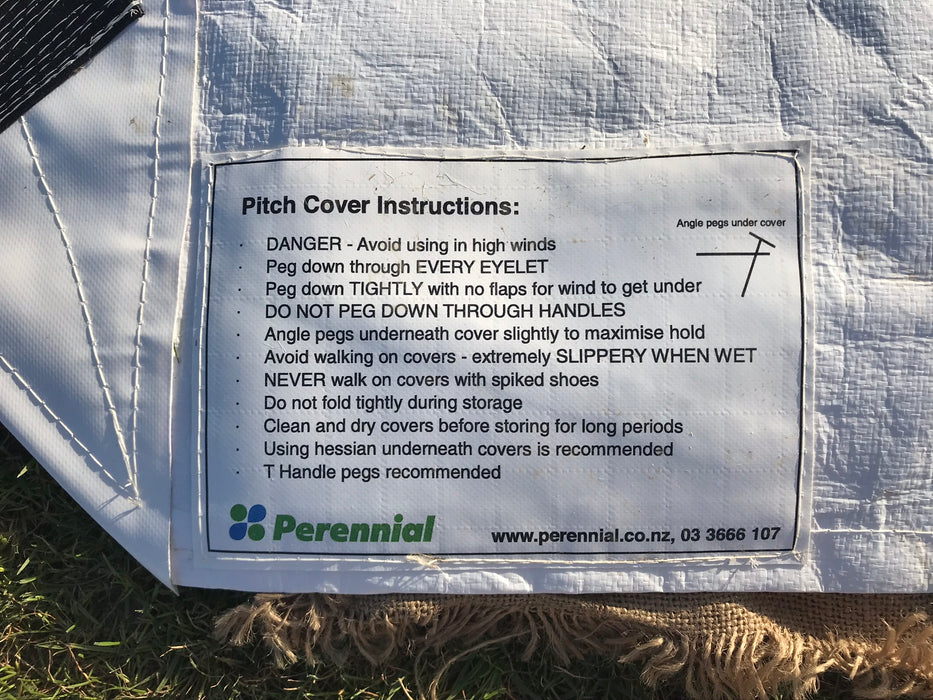 Pitch Cover Instructions:
Angle pegs under cover
· DANGER - Avoid using in high winds
· Peg down through EVERY EYELET
· Peg down TIGHTLY with no flaps for wind to get under
· DO NOT PEG DOWN THROUGH HANDLES
· Angle pegs underneath cover slightly to maximise hold
· Avoid walking on covers - extremely SLIPPERY WHEN WET
· NEVER walk on covers with spiked shoes
· Do not fold tightly during storage
· Clean and dry covers before storing for long periods
· Using hessian underneath covers is recommended
· T Handle pegs recommended
Perennial
www.perennial.co.nz, 03 3666 107